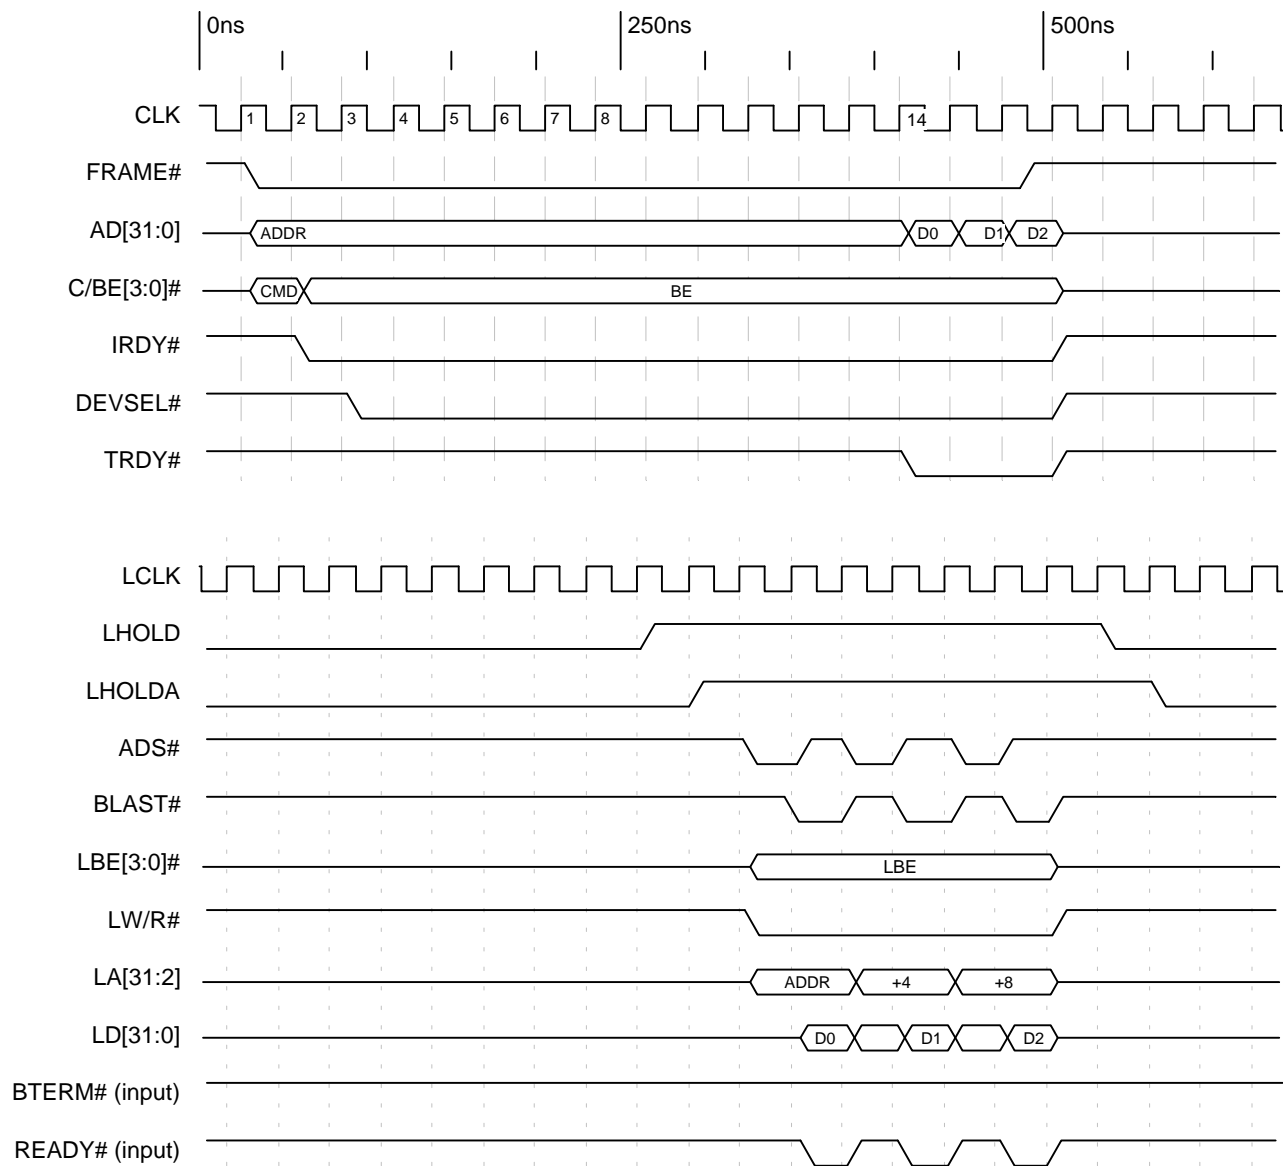 0ns 250ns 500ns
CLK 1 2 3 4 5 6 7 8 14
FRAME#
AD[31:0] ADDR D0 D1 D2
C/BE[3:0]# CMD BE
IRDY#
DEVSEL#
TRDY#
LCLK
LHOLD
LHOLDA
ADS#
BLAST#
LBE[3:0]# LBE
LW/R#
LA[31:2] ADDR +4 +8
LD[31:0] D0 D1 D2
BTERM# (input)
READY# (input)